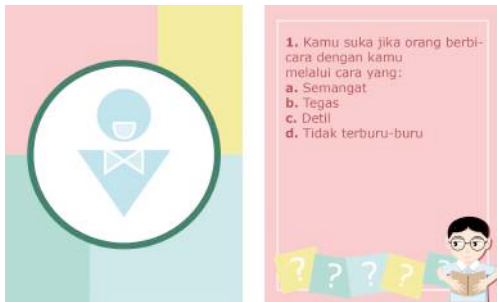 1. Kamu suka jika orang berbi-
cara dengan kamu
melalui cara yang:
a. Semangat
b. Tegas
c. Detil
d. Tidak terburu-buru
? ? ? ? ?